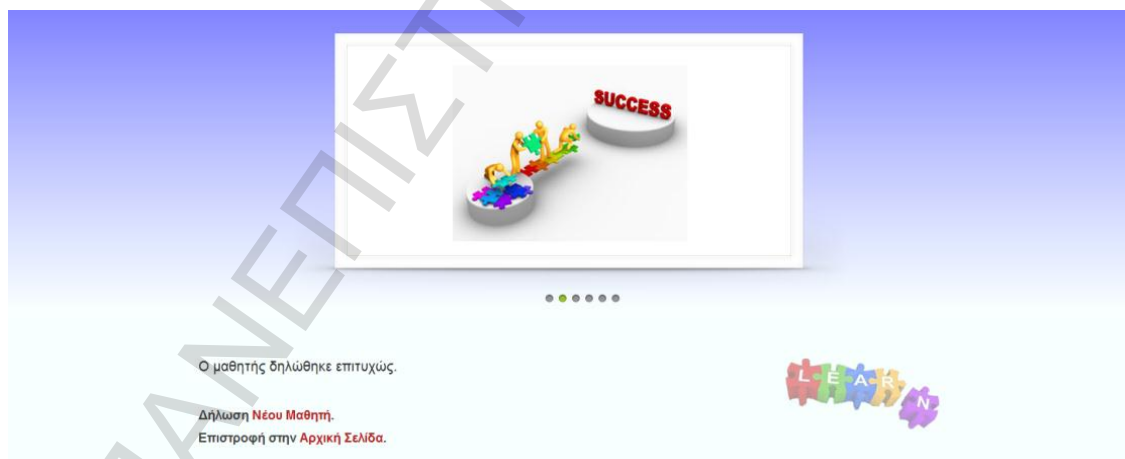 SUCCESS
Ο μαθητής δηλώθηκε επιτυχώς.
LEARN
Δήλωση Νέου Μαθητή.
Επιστροφή στην Αρχική Σελίδα.